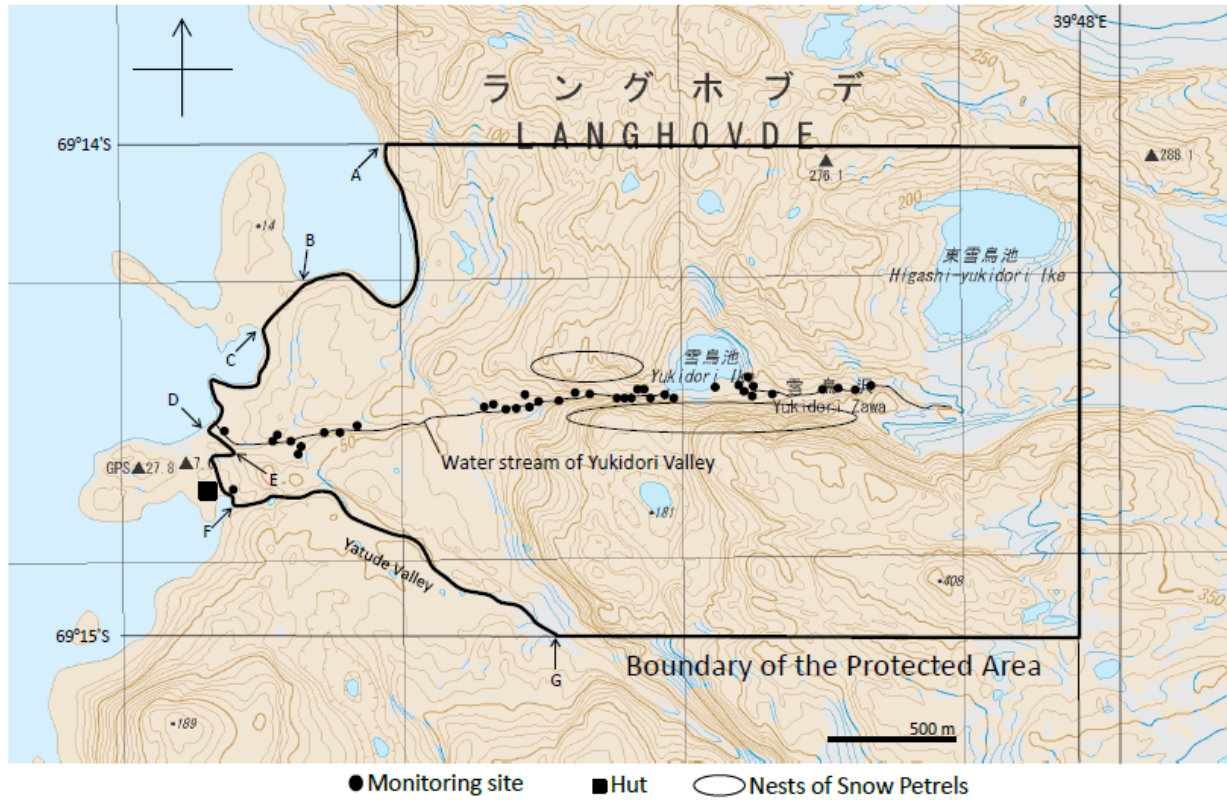 39°48'E
250
ラングホブデ
100
LANGHOVDE
69°14'S
A
276.1
288.1
200
14
B
東雪鳥池
Higashi-yukidori Ike
C
雪鳥池
Yukidori Ike
雪鳥沢
Yukidori Zawa
D
50
Water stream of Yukidori Valley
GPS 27.8
E
F
181
Yatude Valley
408
350
69°15'S
G
Boundary of the Protected Area
189
500 m
Monitoring site
Hut
Nests of Snow Petrels